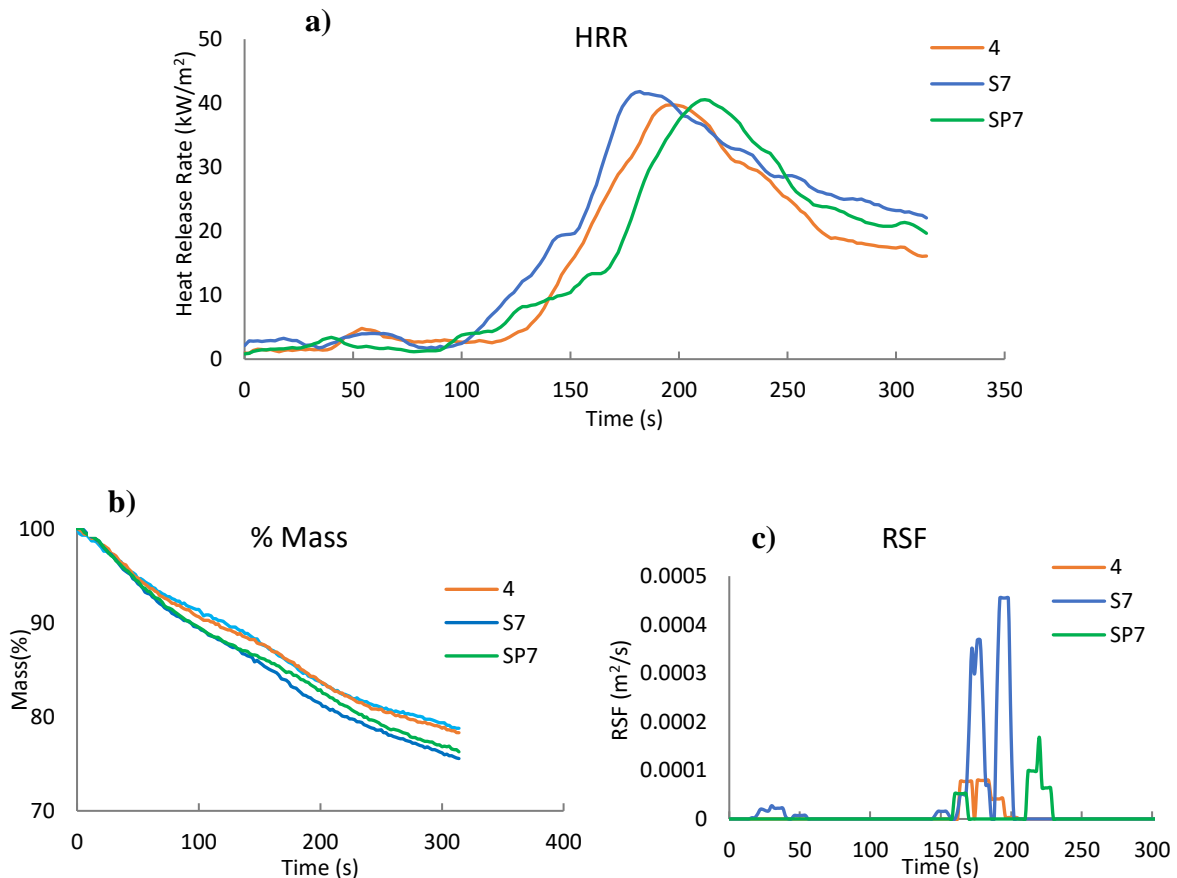 a)
HRR
50
40
30
20
10
0
Heat Release Rate (kW/m²)
0 50 100 150 200 250 300 350
Time (s)
4
S7
SP7
b)
% Mass
100
90
80
70
Mass(%)
0 100 200 300 400
Time (s)
4
S7
SP7
c)
RSF
0.0005
0.0004
0.0003
0.0002
0.0001
0
RSF (m²/s)
0 50 100 150 200 250 300
Time (s)
4
S7
SP7